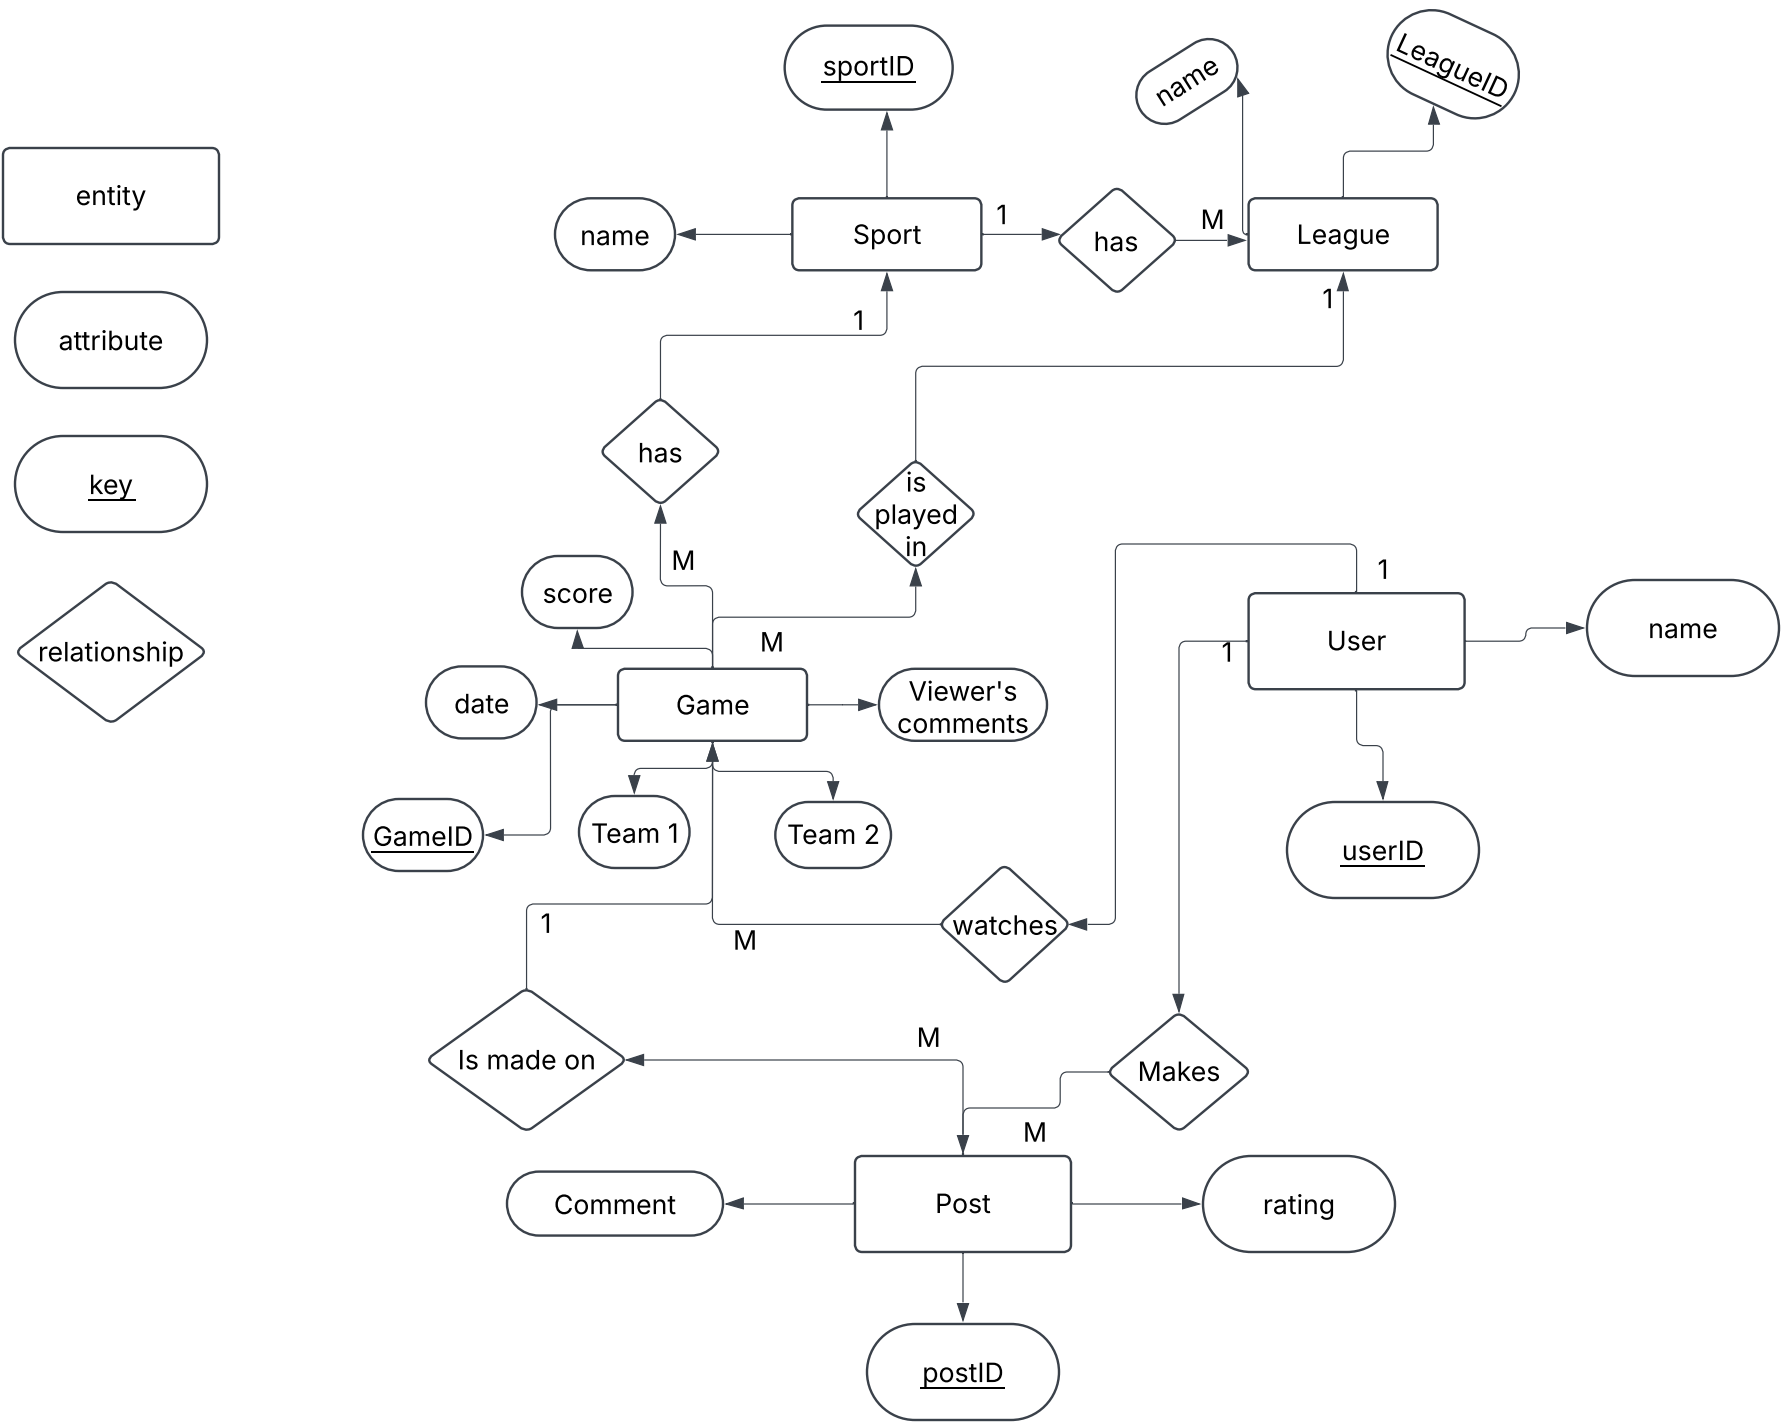 sportID
name
LeagueID
entity
name
Sport
1
has
M
League
1
1
attribute
has
is
played
in
key
M
score
1
relationship
M
User
name
1
date
Game
Viewer's
comments
GameID
Team 1
Team 2
userID
1
watches
M
M
Is made on
Makes
M
Comment
Post
rating
postID